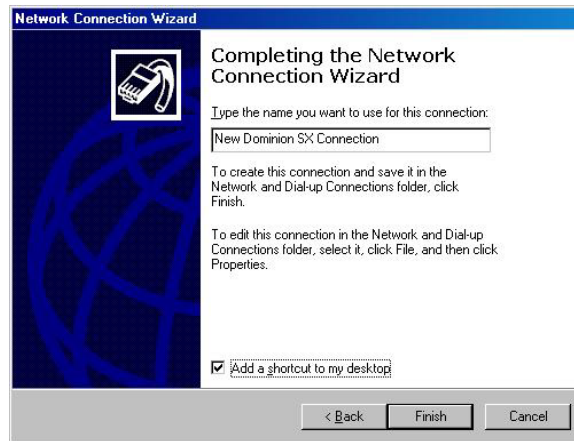 Network Connection Wizard
Completing the Network
Connection Wizard
Type the name you want to use for this connection:
New Dominion SX Connection
To create this connection and save it in the
Network and Dial-up Connections folder, click
Finish.
To edit this connection in the Network and Dial-up
Connections folder, select it, click File, and then click
Properties.
Add a shortcut to my desktop
< Back Finish Cancel